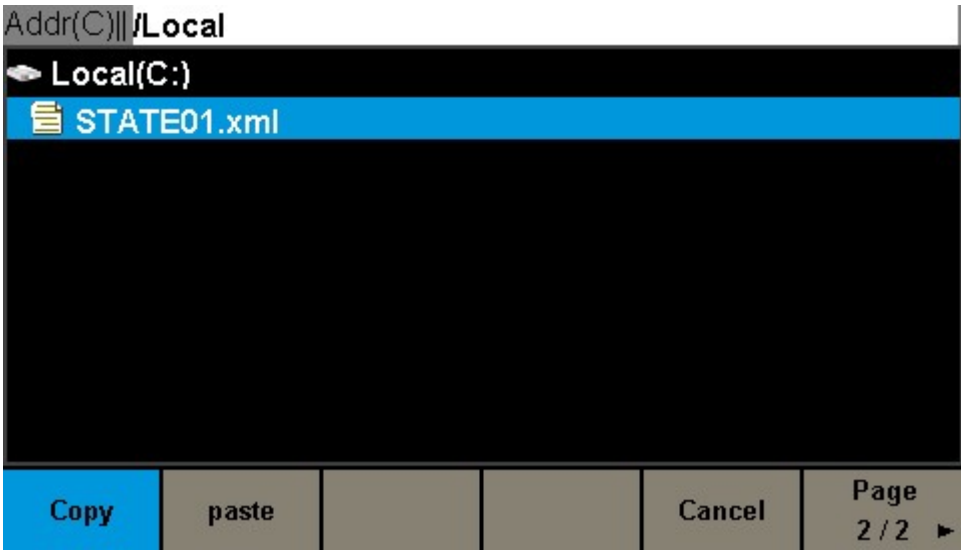 Addr(C)|| /Local
Local(C:)
STATE01.xml
Copy paste Cancel Page
2 / 2 ►